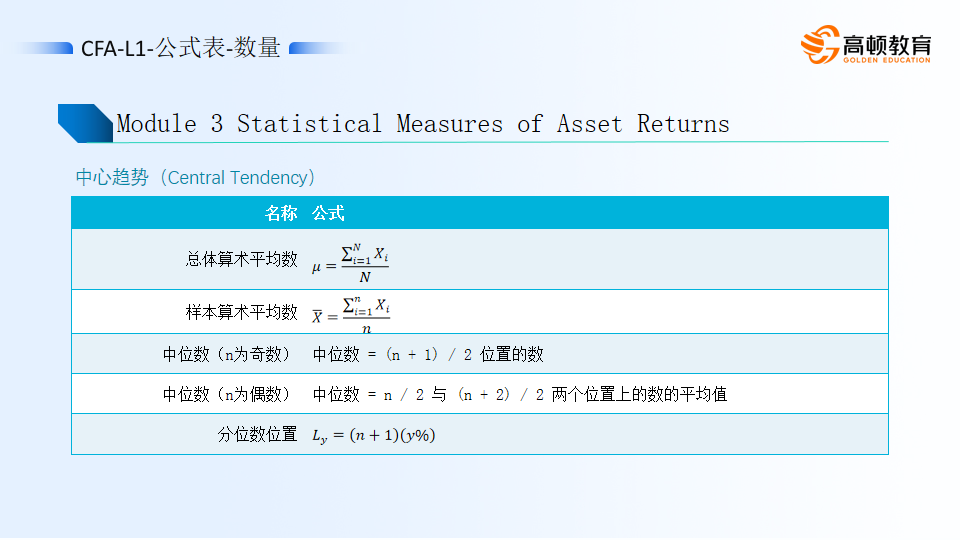 CFA-L1-公式表-数量
高顿教育
GOLDEN EDUCATION
Module 3 Statistical Measures of Asset Returns
中心趋势（Central Tendency）
名称 公式
总体算术平均数 μ = ∑_{i=1}^{N} X_i / N
样本算术平均数 X̅ = ∑_{i=1}^{n} X_i / n
中位数（n为奇数） 中位数 = (n + 1) / 2 位置的数
中位数（n为偶数） 中位数 = n / 2 与 (n + 2) / 2 两个位置上的数的平均值
分位数位置 L_y = (n + 1)(y%)